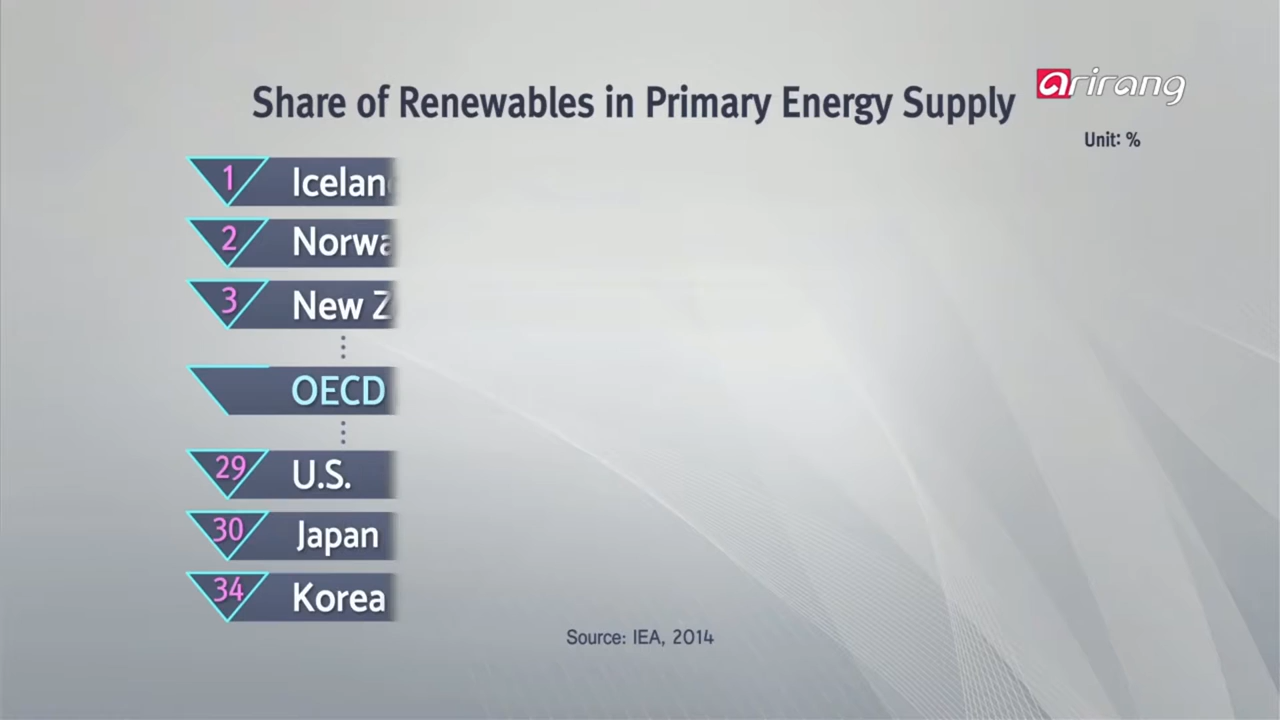 arirang
Share of Renewables in Primary Energy Supply
Unit: %
1 Icelan
2 Norwa
3 New Z
OECD
29 U.S.
30 Japan
34 Korea
Source: IEA, 2014